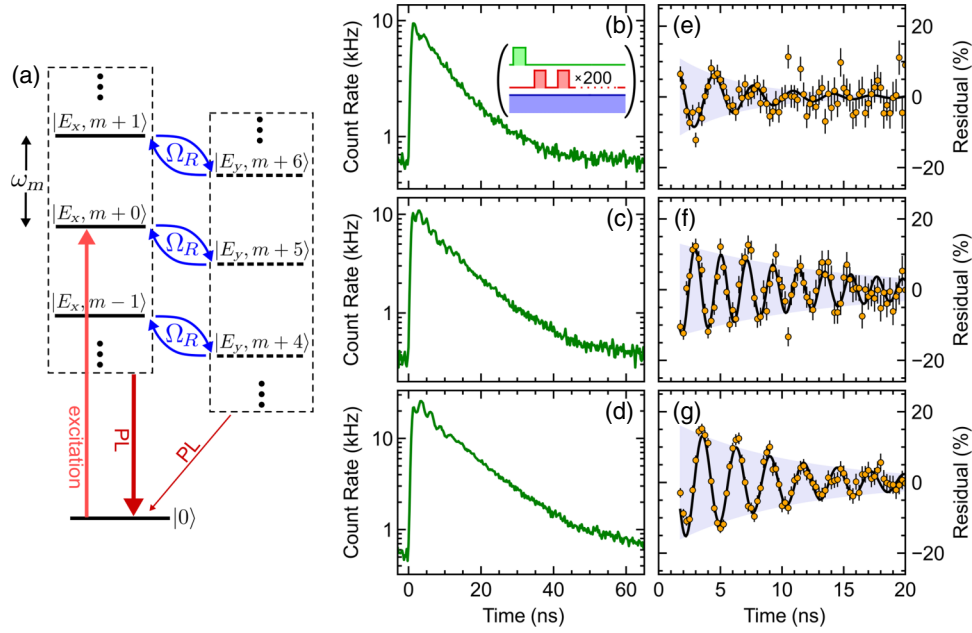 (a)
|E_x, m + 1⟩
Ω_R
|E_y, m + 6⟩
ω_m
|E_x, m + 0⟩
Ω_R
|E_y, m + 5⟩
|E_x, m − 1⟩
Ω_R
|E_y, m + 4⟩
excitation
PL
PL
|0⟩
(b)
Count Rate (kHz)
10
1
×200
(c)
Count Rate (kHz)
10
1
(d)
Count Rate (kHz)
10
1
0
20
40
60
Time (ns)
(e)
20
0
−20
Residual (%)
(f)
20
0
−20
Residual (%)
(g)
20
0
−20
Residual (%)
0
5
10
15
20
Time (ns)